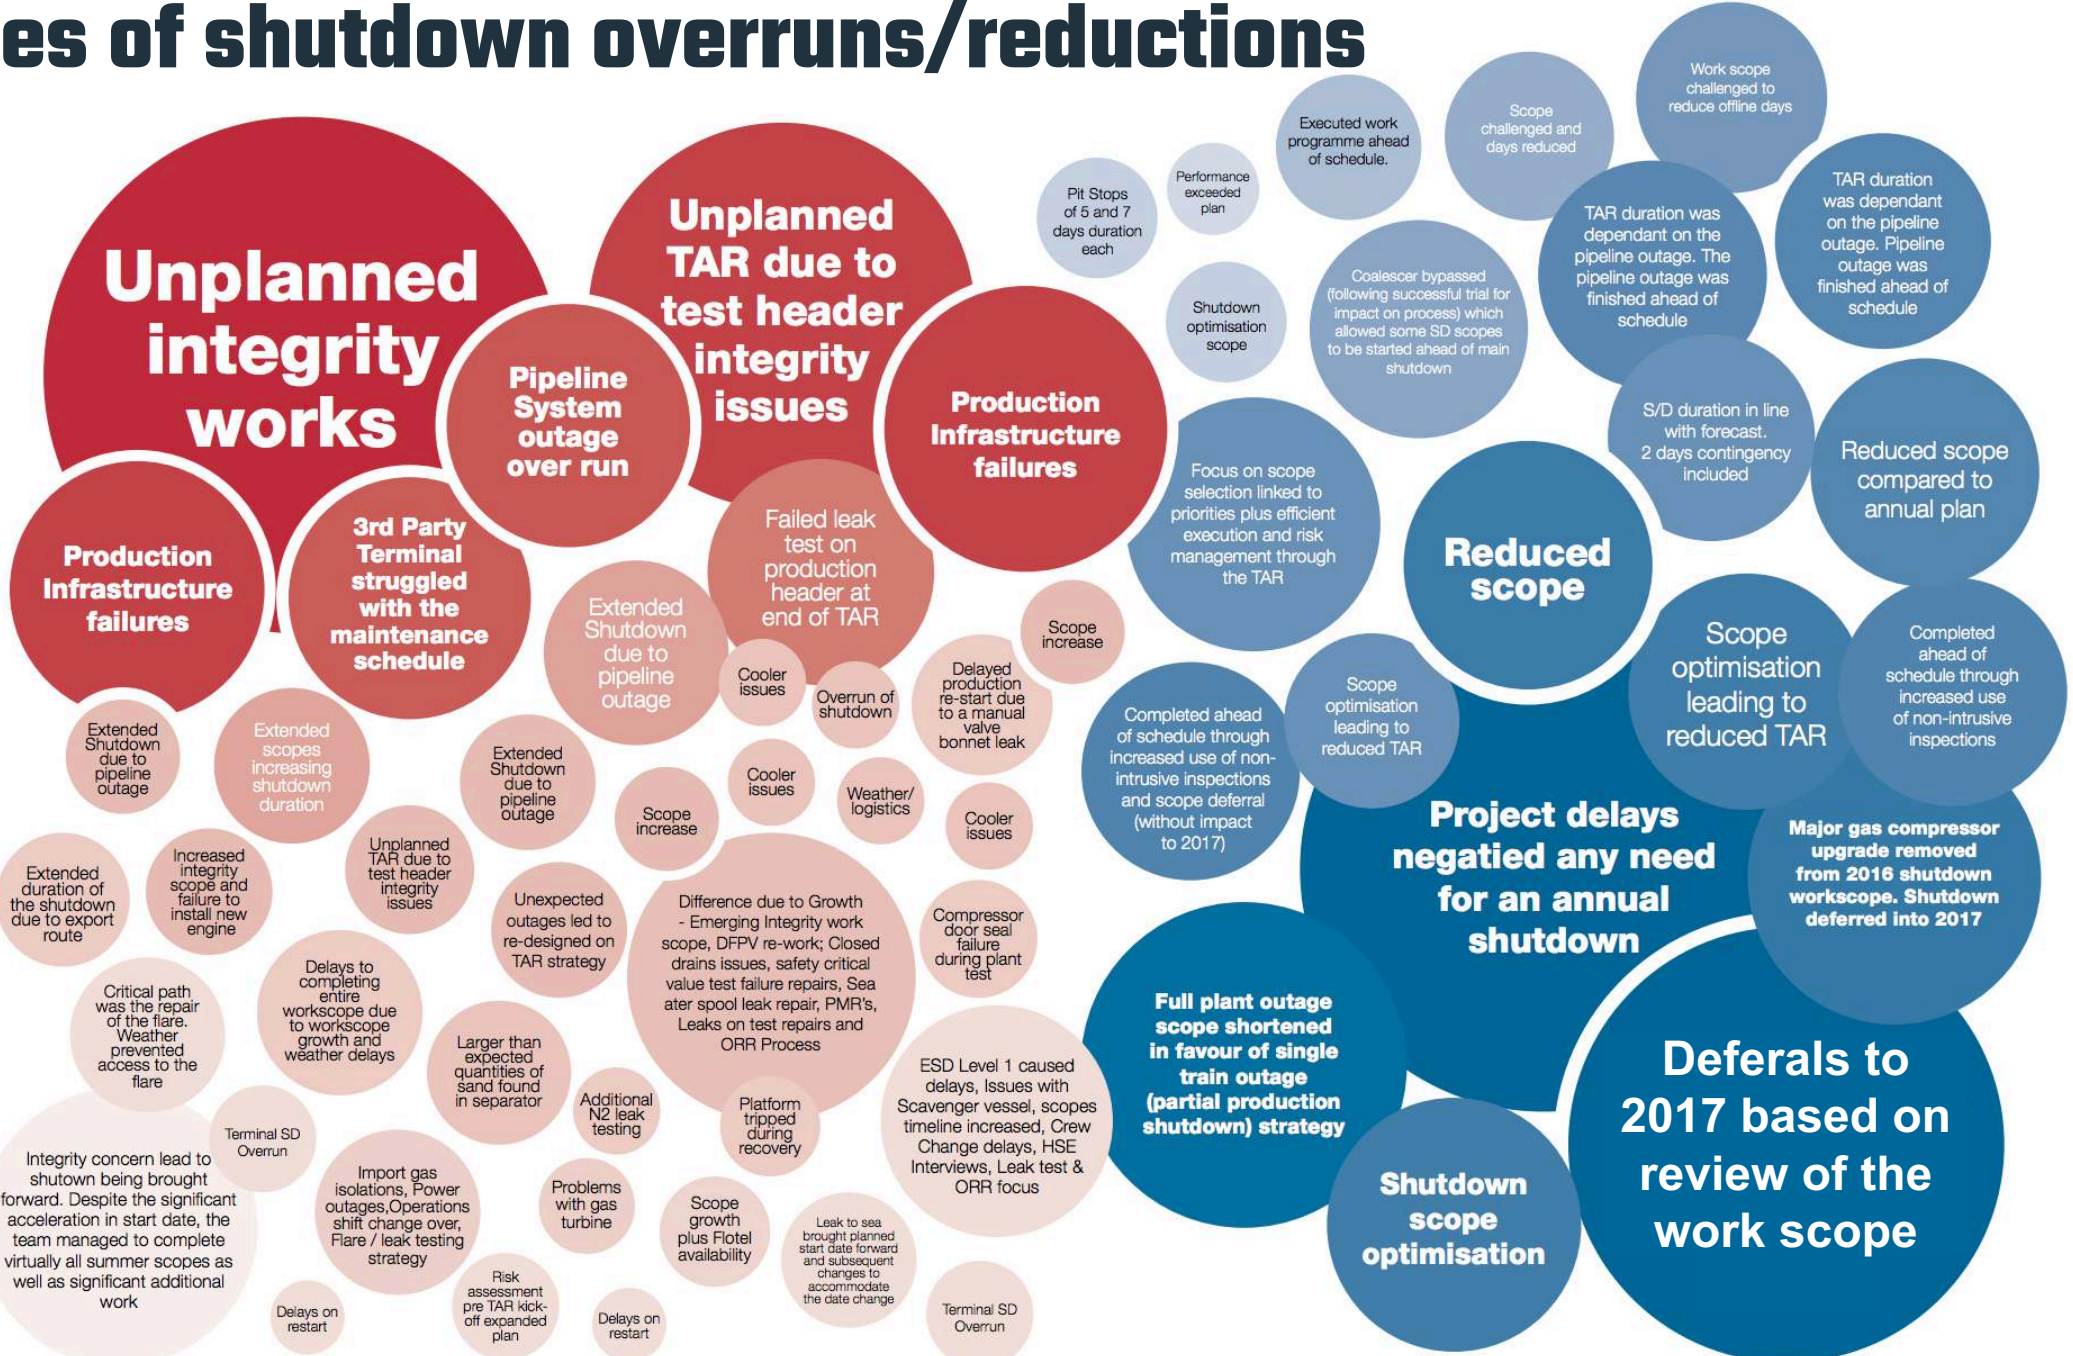 es of shutdown overruns/reductions
Unplanned
integrity
works
Unplanned
TAR due to
test header
integrity
issues
Pipeline
System
outage
over run
Production
Infrastructure
failures
Production
Infrastructure
failures
3rd Party
Terminal
struggled
with the
maintenance
schedule
Failed leak
test on
production
header at
end of TAR
Extended
Shutdown
due to
pipeline
outage
Scope
increase
Cooler
issues
Overrun of
shutdown
Delayed
production
re-start due
to a manual
valve
bonnet leak
Extended
Shutdown
due to
pipeline
outage
Extended
scopes
increasing
shutdown
duration
Extended
Shutdown
due to
pipeline
outage
Scope
increase
Cooler
issues
Weather/
logistics
Cooler
issues
Extended
duration of
the shutdown
due to export
route
Increased
integrity
scope and
failure to
install new
engine
Unplanned
TAR due to
test header
integrity
issues
Unexpected
outages led to
re-designed on
TAR strategy
Difference due to Growth
- Emerging Integrity work
scope, DFPV re-work; Closed
drains issues, safety critical
value test failure repairs, Sea
ater spool leak repair, PMR's,
Leaks on test repairs and
ORR Process
Compressor
door seal
failure
during plant
test
Critical path
was the repair
of the flare.
Weather
prevented
access to the
flare
Delays to
completing
entire
workscope due
to workscope
growth and
weather delays
Larger than
expected
quantities of
sand found
in separator
Additional
N2 leak
testing
Platform
tripped
during
recovery
ESD Level 1 caused
delays, Issues with
Scavenger vessel, scopes
timeline increased, Crew
Change delays, HSE
Interviews, Leak test &
ORR focus
Terminal SD
Overrun
Integrity concern lead to
shutown being brought
forward. Despite the significant
acceleration in start date, the
team managed to complete
virtually all summer scopes as
well as significant additional
work
Import gas
isolations, Power
outages,Operations
shift change over,
Flare / leak testing
strategy
Problems
with gas
turbine
Scope
growth
plus Flotel
availability
Leak to sea
brought planned
start date forward
and subsequent
changes to
accommodate
the date change
Delays on
restart
Risk
assessment
pre TAR kick-
off expanded
plan
Delays on
restart
Terminal SD
Overrun
Pit Stops
of 5 and 7
days duration
each
Performance
exceeded
plan
Executed work
programme ahead
of schedule.
Scope
challenged and
days reduced
Work scope
challenged to
reduce offline days
Shutdown
optimisation
scope
Coalescer bypassed
(following successful trial for
impact on process) which
allowed some SD scopes
to be started ahead of main
shutdown
TAR duration was
dependant on the
pipeline outage. The
pipeline outage was
finished ahead of
schedule
TAR duration
was dependant
on the pipeline
outage. Pipeline
outage was
finished ahead of
schedule
Focus on scope
selection linked to
priorities plus efficient
execution and risk
management through
the TAR
S/D duration in line
with forecast.
2 days contingency
included
Reduced scope
compared to
annual plan
Reduced
scope
Completed ahead
of schedule through
increased use of non-
intrusive inspections
and scope deferral
(without impact
to 2017)
Scope
optimisation
leading to
reduced TAR
Scope
optimisation
leading to
reduced TAR
Completed
ahead of
schedule through
increased use
of non-intrusive
inspections
Project delays
negatied any need
for an annual
shutdown
Major gas compressor
upgrade removed
from 2016 shutdown
workscope. Shutdown
deferred into 2017
Full plant outage
scope shortened
in favour of single
train outage
(partial production
shutdown) strategy
Shutdown
scope
optimisation
Deferals to
2017 based on
review of the
work scope